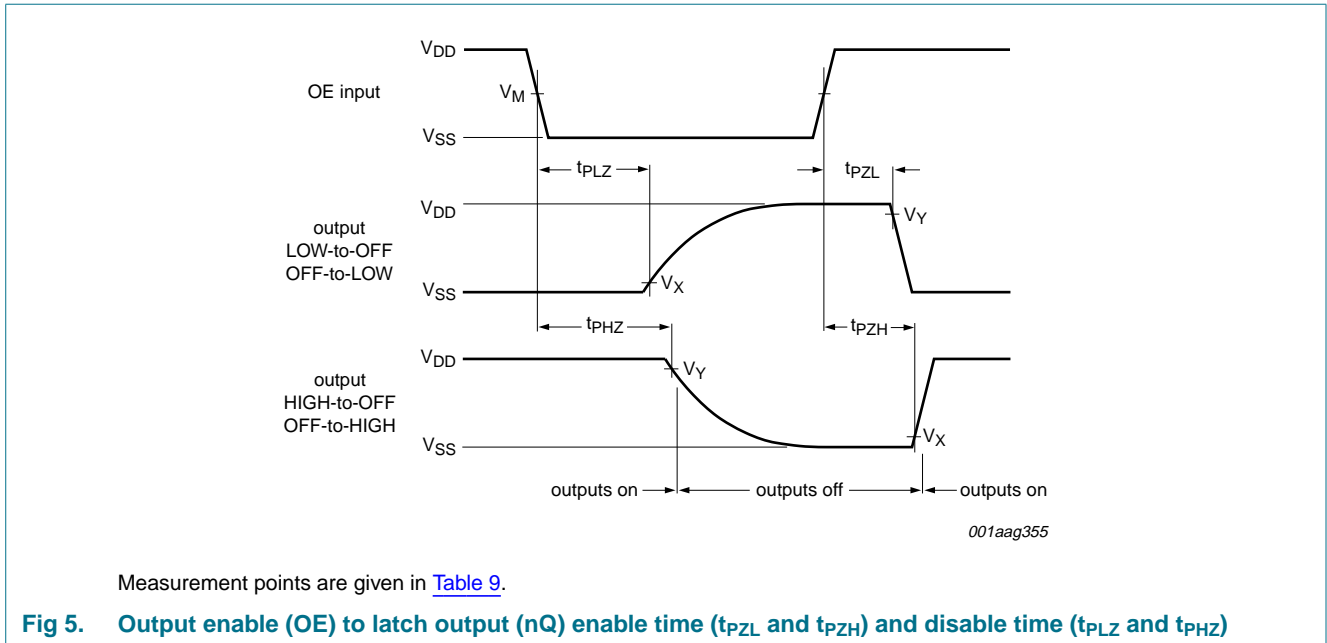 VDD
OE input
VM
VSS
tPLZ
tPZL
VDD
VY
output
LOW-to-OFF
OFF-to-LOW
VX
VSS
tPHZ
tPZH
VDD
VY
output
HIGH-to-OFF
OFF-to-HIGH
VX
VSS
outputs on
outputs off
outputs on
001aag355
Measurement points are given in Table 9.
Fig 5. Output enable (OE) to latch output (nQ) enable time (tPZL and tPZH) and disable time (tPLZ and tPHZ)